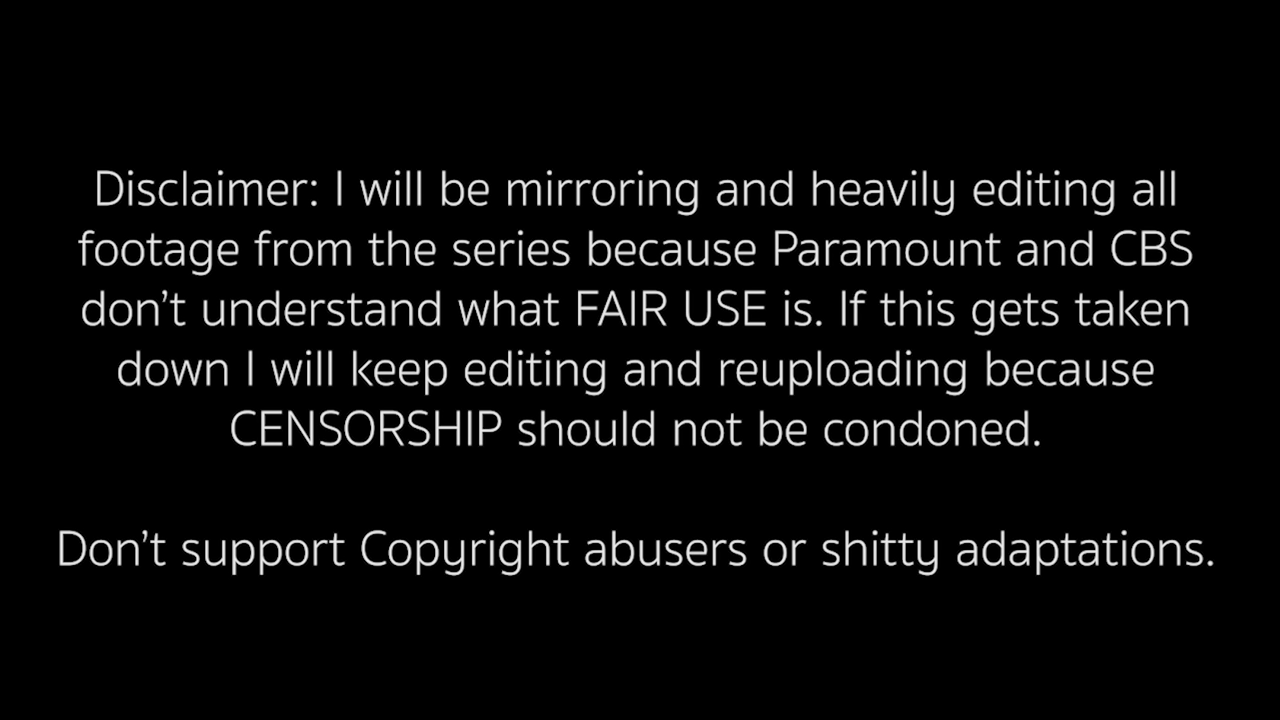 Disclaimer: I will be mirroring and heavily editing all
footage from the series because Paramount and CBS
don't understand what FAIR USE is. If this gets taken
down I will keep editing and reuploading because
CENSORSHIP should not be condoned.
Don't support Copyright abusers or shitty adaptations.